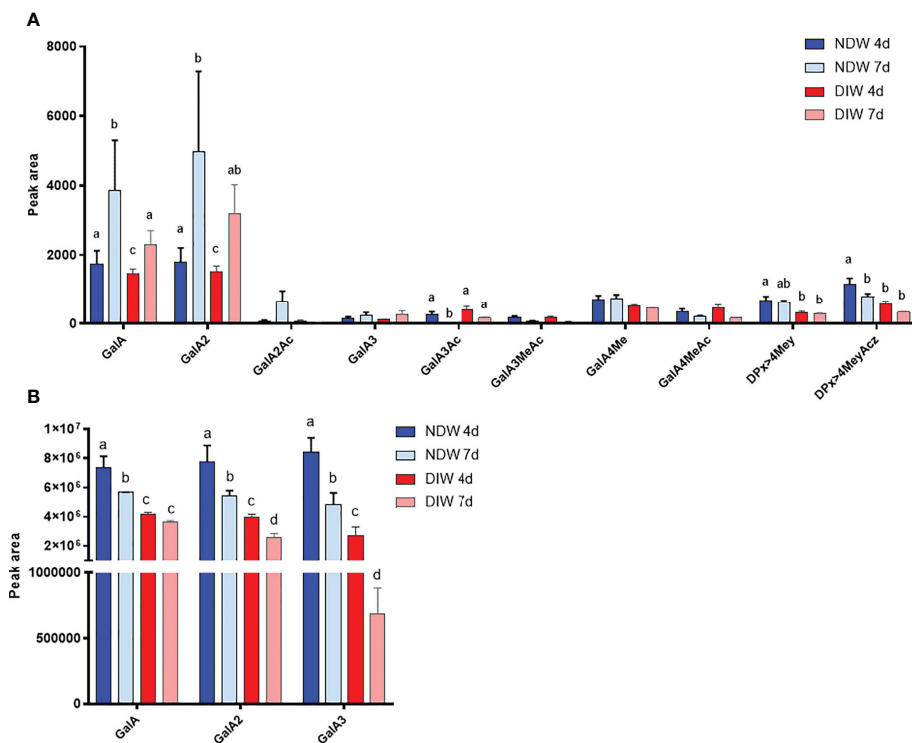 A
8000
6000
4000
2000
0
Peak area
a b c a
a b c ab
a b a a
a ab b b
a b b b
NDW 4d
NDW 7d
DIW 4d
DIW 7d
GalA GalA2 GalA2Ac GalA3 GalA3Ac GalA3MeAc GalA4Me GalA4MeAc DPx>4Mey DPx>4MeyAcz
B
1×10⁷
8×10⁶
6×10⁶
4×10⁶
2×10⁶
1000000
500000
0
Peak area
a b c c
a b c d
a b c d
NDW 4d
NDW 7d
DIW 4d
DIW 7d
GalA GalA2 GalA3